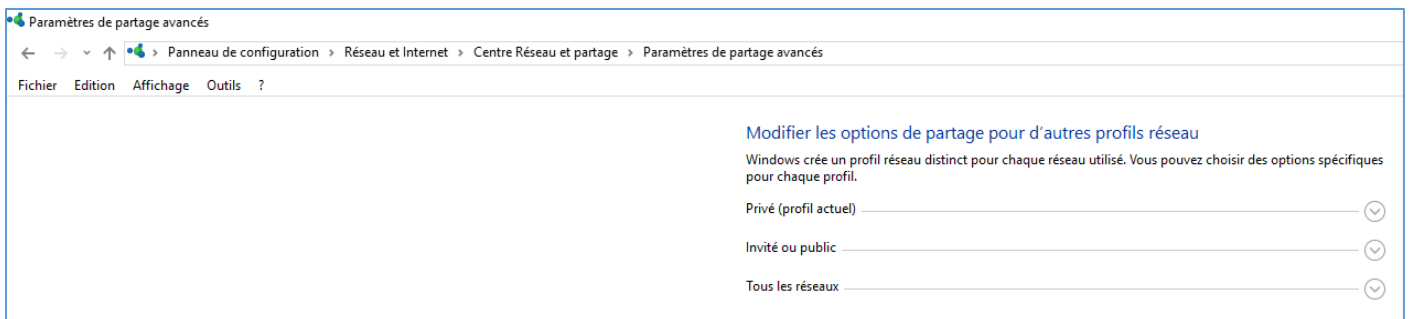 Paramètres de partage avancés
Panneau de configuration > Réseau et Internet > Centre Réseau et partage > Paramètres de partage avancés
Fichier Edition Affichage Outils ?
Modifier les options de partage pour d’autres profils réseau
Windows crée un profil réseau distinct pour chaque réseau utilisé. Vous pouvez choisir des options spécifiques
pour chaque profil.
Privé (profil actuel)
Invité ou public
Tous les réseaux